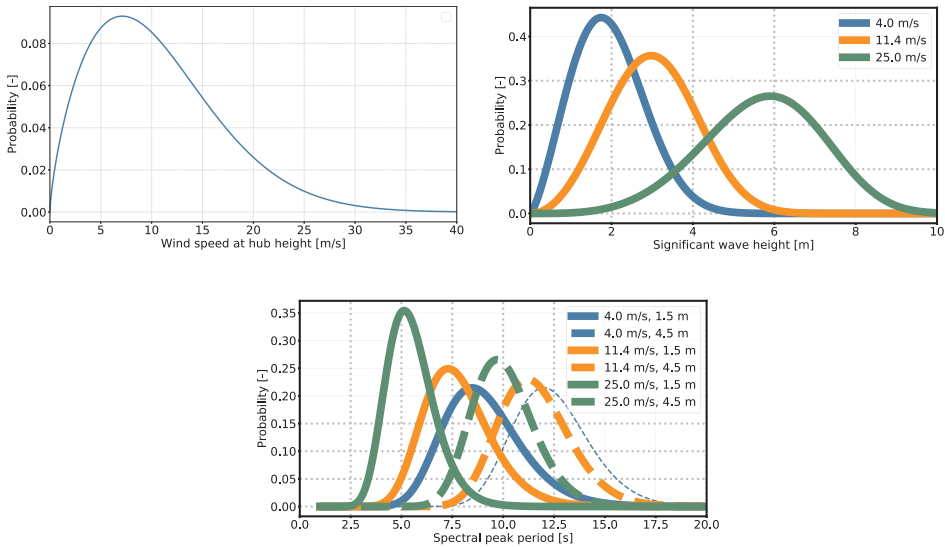 Probability [-]
0.08
0.06
0.04
0.02
0.00
0 5 10 15 20 25 30 35 40
Wind speed at hub height [m/s]
Probability [-]
0.4
0.3
0.2
0.1
0.0
0 2 4 6 8 10
Significant wave height [m]
4.0 m/s
11.4 m/s
25.0 m/s
Probability [-]
0.35
0.30
0.25
0.20
0.15
0.10
0.05
0.00
0.0 2.5 5.0 7.5 10.0 12.5 15.0 17.5 20.0
Spectral peak period [s]
4.0 m/s, 1.5 m
4.0 m/s, 4.5 m
11.4 m/s, 1.5 m
11.4 m/s, 4.5 m
25.0 m/s, 1.5 m
25.0 m/s, 4.5 m